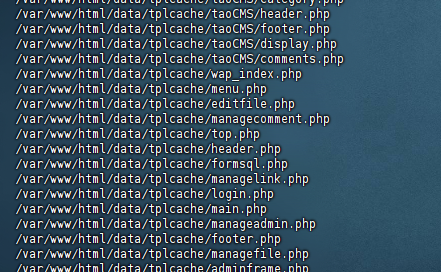 /var/www/html/data/tplcache/taoCMS/category.php
/var/www/html/data/tplcache/taoCMS/header.php
/var/www/html/data/tplcache/taoCMS/footer.php
/var/www/html/data/tplcache/taoCMS/display.php
/var/www/html/data/tplcache/taoCMS/comments.php
/var/www/html/data/tplcache/wap_index.php
/var/www/html/data/tplcache/menu.php
/var/www/html/data/tplcache/editfile.php
/var/www/html/data/tplcache/managecomment.php
/var/www/html/data/tplcache/top.php
/var/www/html/data/tplcache/header.php
/var/www/html/data/tplcache/formsql.php
/var/www/html/data/tplcache/managelink.php
/var/www/html/data/tplcache/login.php
/var/www/html/data/tplcache/main.php
/var/www/html/data/tplcache/manageadmin.php
/var/www/html/data/tplcache/footer.php
/var/www/html/data/tplcache/managefile.php
/var/www/html/data/tplcache/adminframe.php